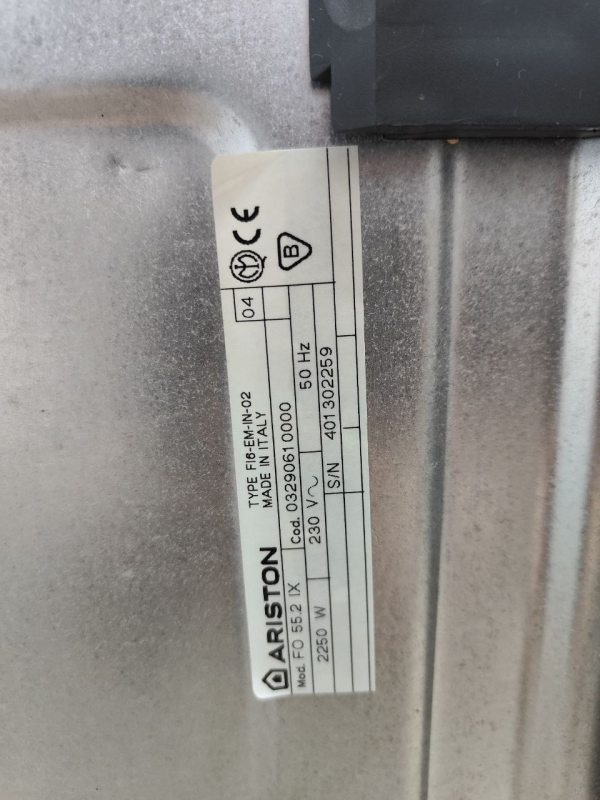 ARISTON
TYPE FI6-EM-IN-02
MADE IN ITALY
04
CE
B
Mod. FO 55.2 IX
Cod. 03290610000
2250 W
230 V~
50 Hz
S/N
401302259